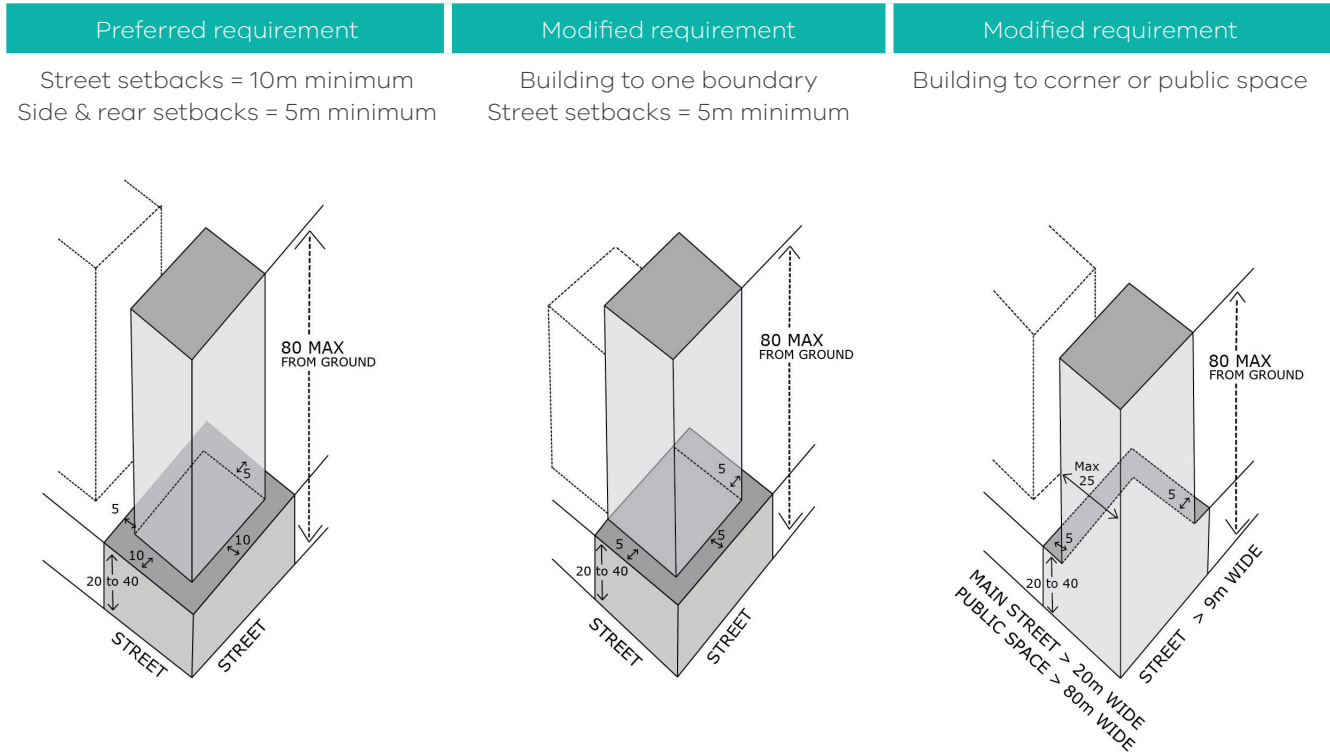 Preferred requirement
Street setbacks = 10m minimum
Side & rear setbacks = 5m minimum
80 MAX
FROM GROUND
5
5
10
10
20 to 40
STREET
STREET
Modified requirement
Building to one boundary
Street setbacks = 5m minimum
80 MAX
FROM GROUND
5
5
5
20 to 40
STREET
STREET
Modified requirement
Building to corner or public space
80 MAX
FROM GROUND
Max
25
5
5
20 to 40
MAIN STREET > 20m WIDE
PUBLIC SPACE > 80m WIDE
STREET > 9m WIDE